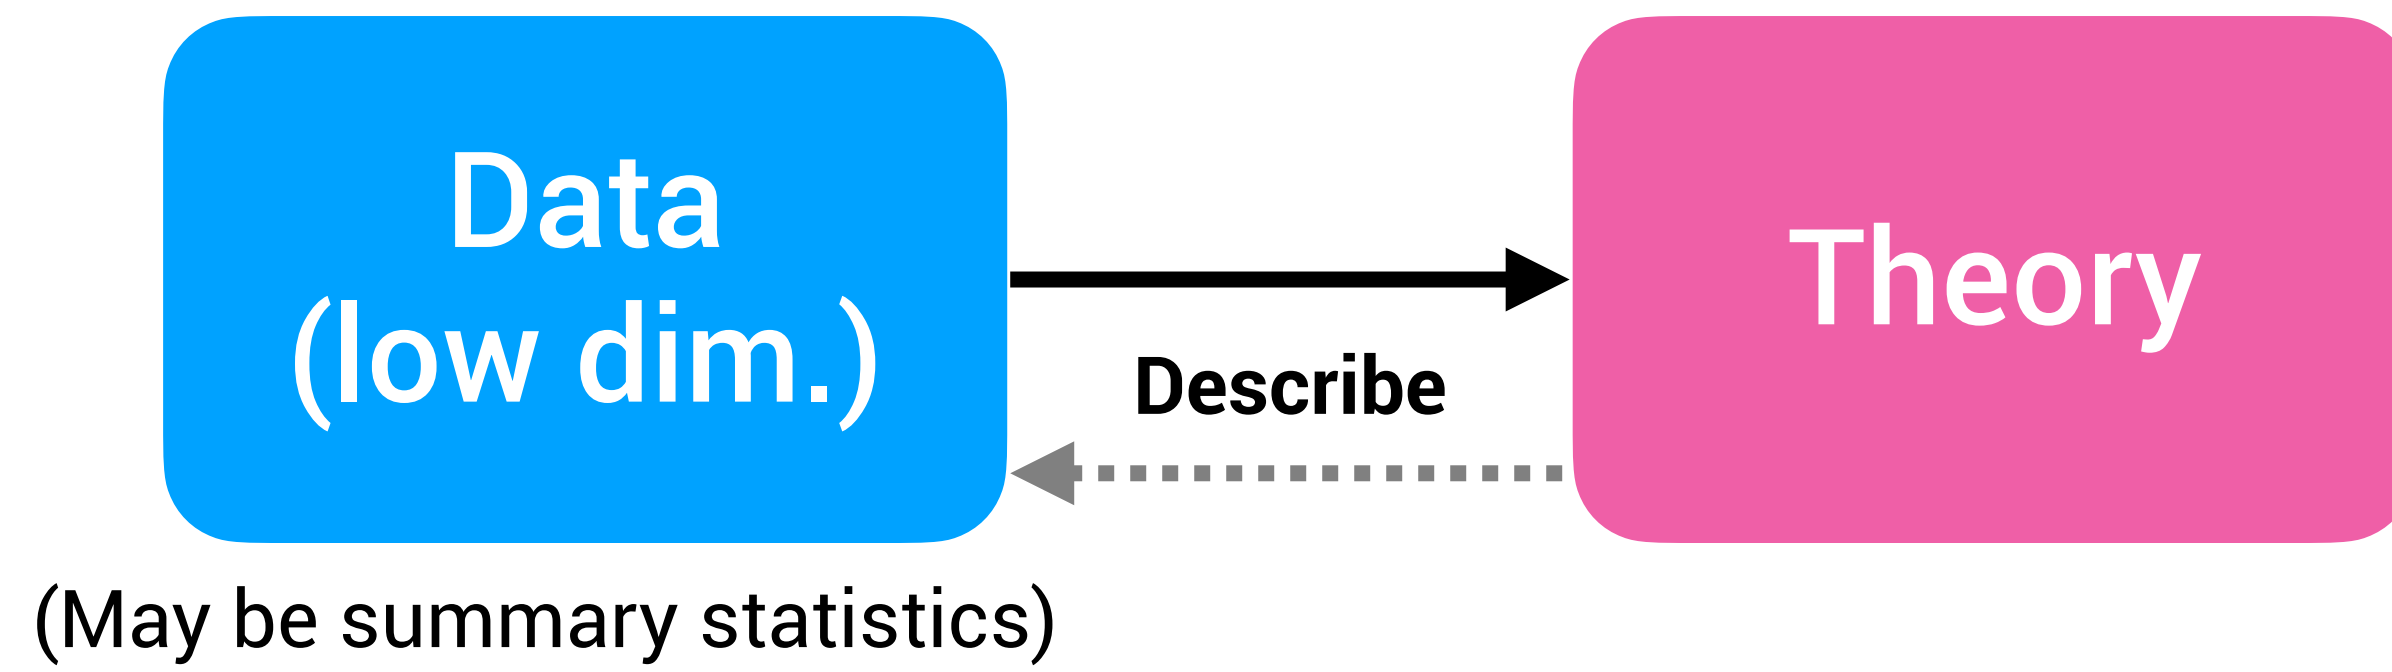 Data
(low dim.)
Describe
Theory
(May be summary statistics)